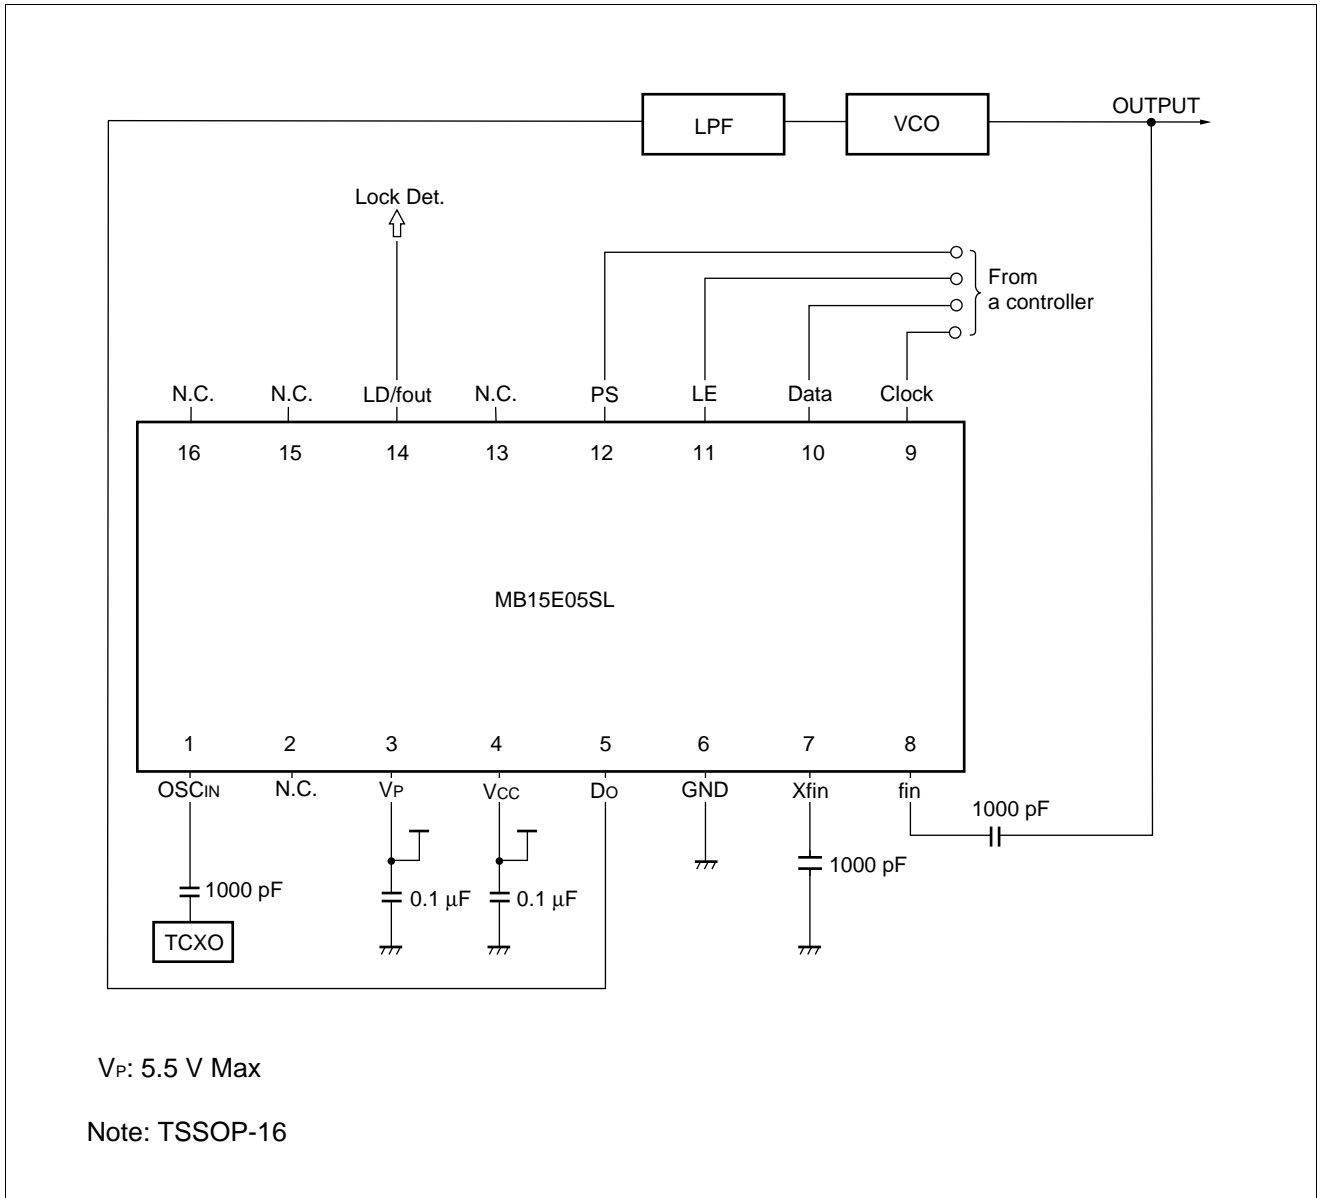 OUTPUT
LPF
VCO
Lock Det.
From
a controller
N.C. N.C. LD/fout N.C. PS LE Data Clock
16 15 14 13 12 11 10 9
MB15E05SL
1 2 3 4 5 6 7 8
OSCIN N.C. VP VCC DO GND Xfin fin
1000 pF
1000 pF
1000 pF 0.1 μF 0.1 μF
TCXO
VP: 5.5 V Max
Note: TSSOP-16